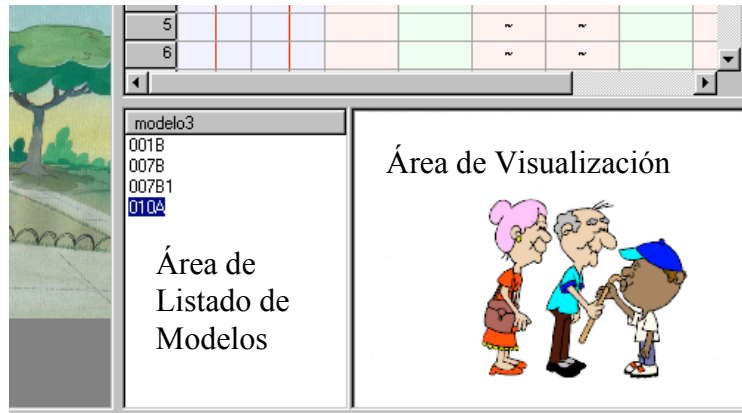 5 ~ ~
6 ~ ~
modelo3
001B
007B
007B1
010A
Área de
Listado de
Modelos
Área de Visualización